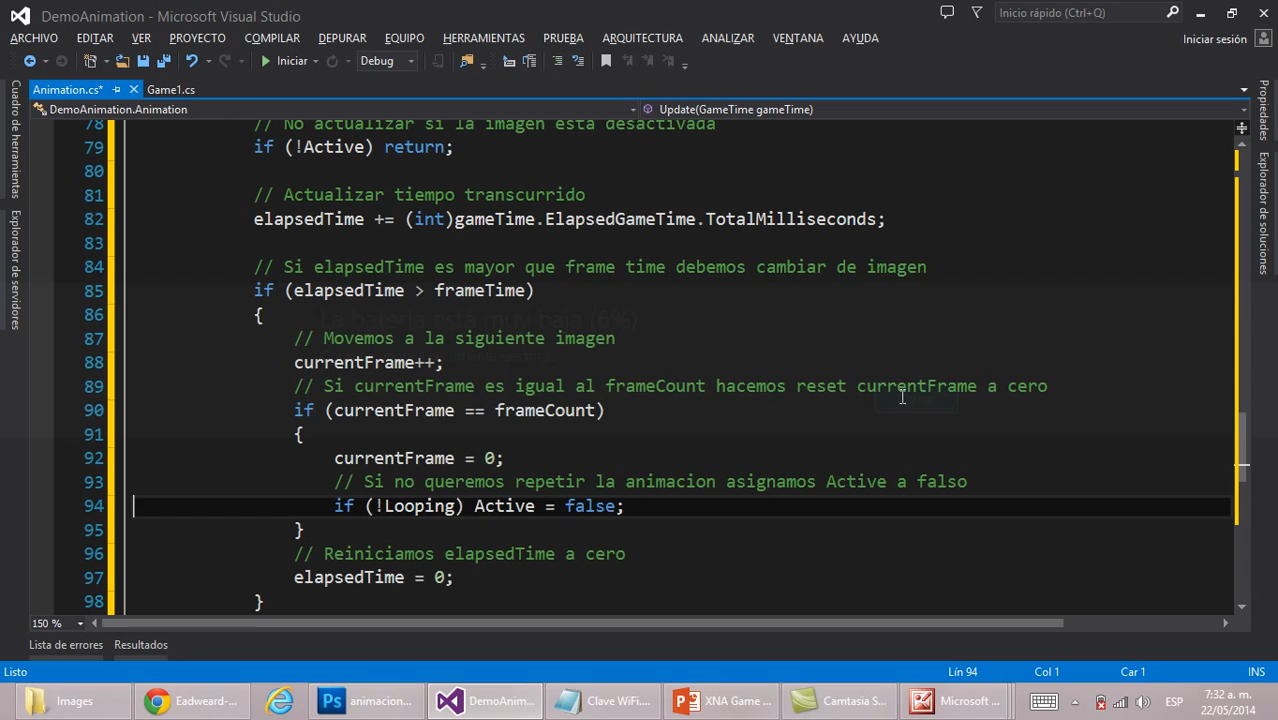 DemoAnimation - Microsoft Visual Studio
Inicio rápido (Ctrl+Q)
ARCHIVO EDITAR VER PROYECTO COMPILAR DEPURAR EQUIPO HERRAMIENTAS PRUEBA ARQUITECTURA ANALIZAR VENTANA AYUDA
Iniciar sesión
Iniciar
Debug
Animation.cs*
Game1.cs
DemoAnimation.Animation
Update(GameTime gameTime)
Cuadro de herramientas
Explorador de servidores
Propiedades
Explorador de soluciones
78 // No actualizar si la imagen esta desactivada
79 if (!Active) return;
80
81 // Actualizar tiempo transcurrido
82 elapsedTime += (int)gameTime.ElapsedGameTime.TotalMilliseconds;
83
84 // Si elapsedTime es mayor que frame time debemos cambiar de imagen
85 if (elapsedTime > frameTime)
86 {
La batería está muy baja (6%)
87 // Movemos a la siguiente imagen
88 currentFrame++;
89 // Si currentFrame es igual al frameCount hacemos reset currentFrame a cero
90 if (currentFrame == frameCount)
91 {
92 currentFrame = 0;
93 // Si no queremos repetir la animacion asignamos Active a falso
94 if (!Looping) Active = false;
95 }
96 // Reiniciamos elapsedTime a cero
97 elapsedTime = 0;
98 }
150 %
Lista de errores Resultados
Listo
Lín 94
Col 1
Car 1
INS
Images
Eadweard-...
animacion...
DemoAnim...
Clave WiFi....
XNA Game ...
Camtasia S...
Microsoft ...
ESP
7:32 a. m.
22/05/2014